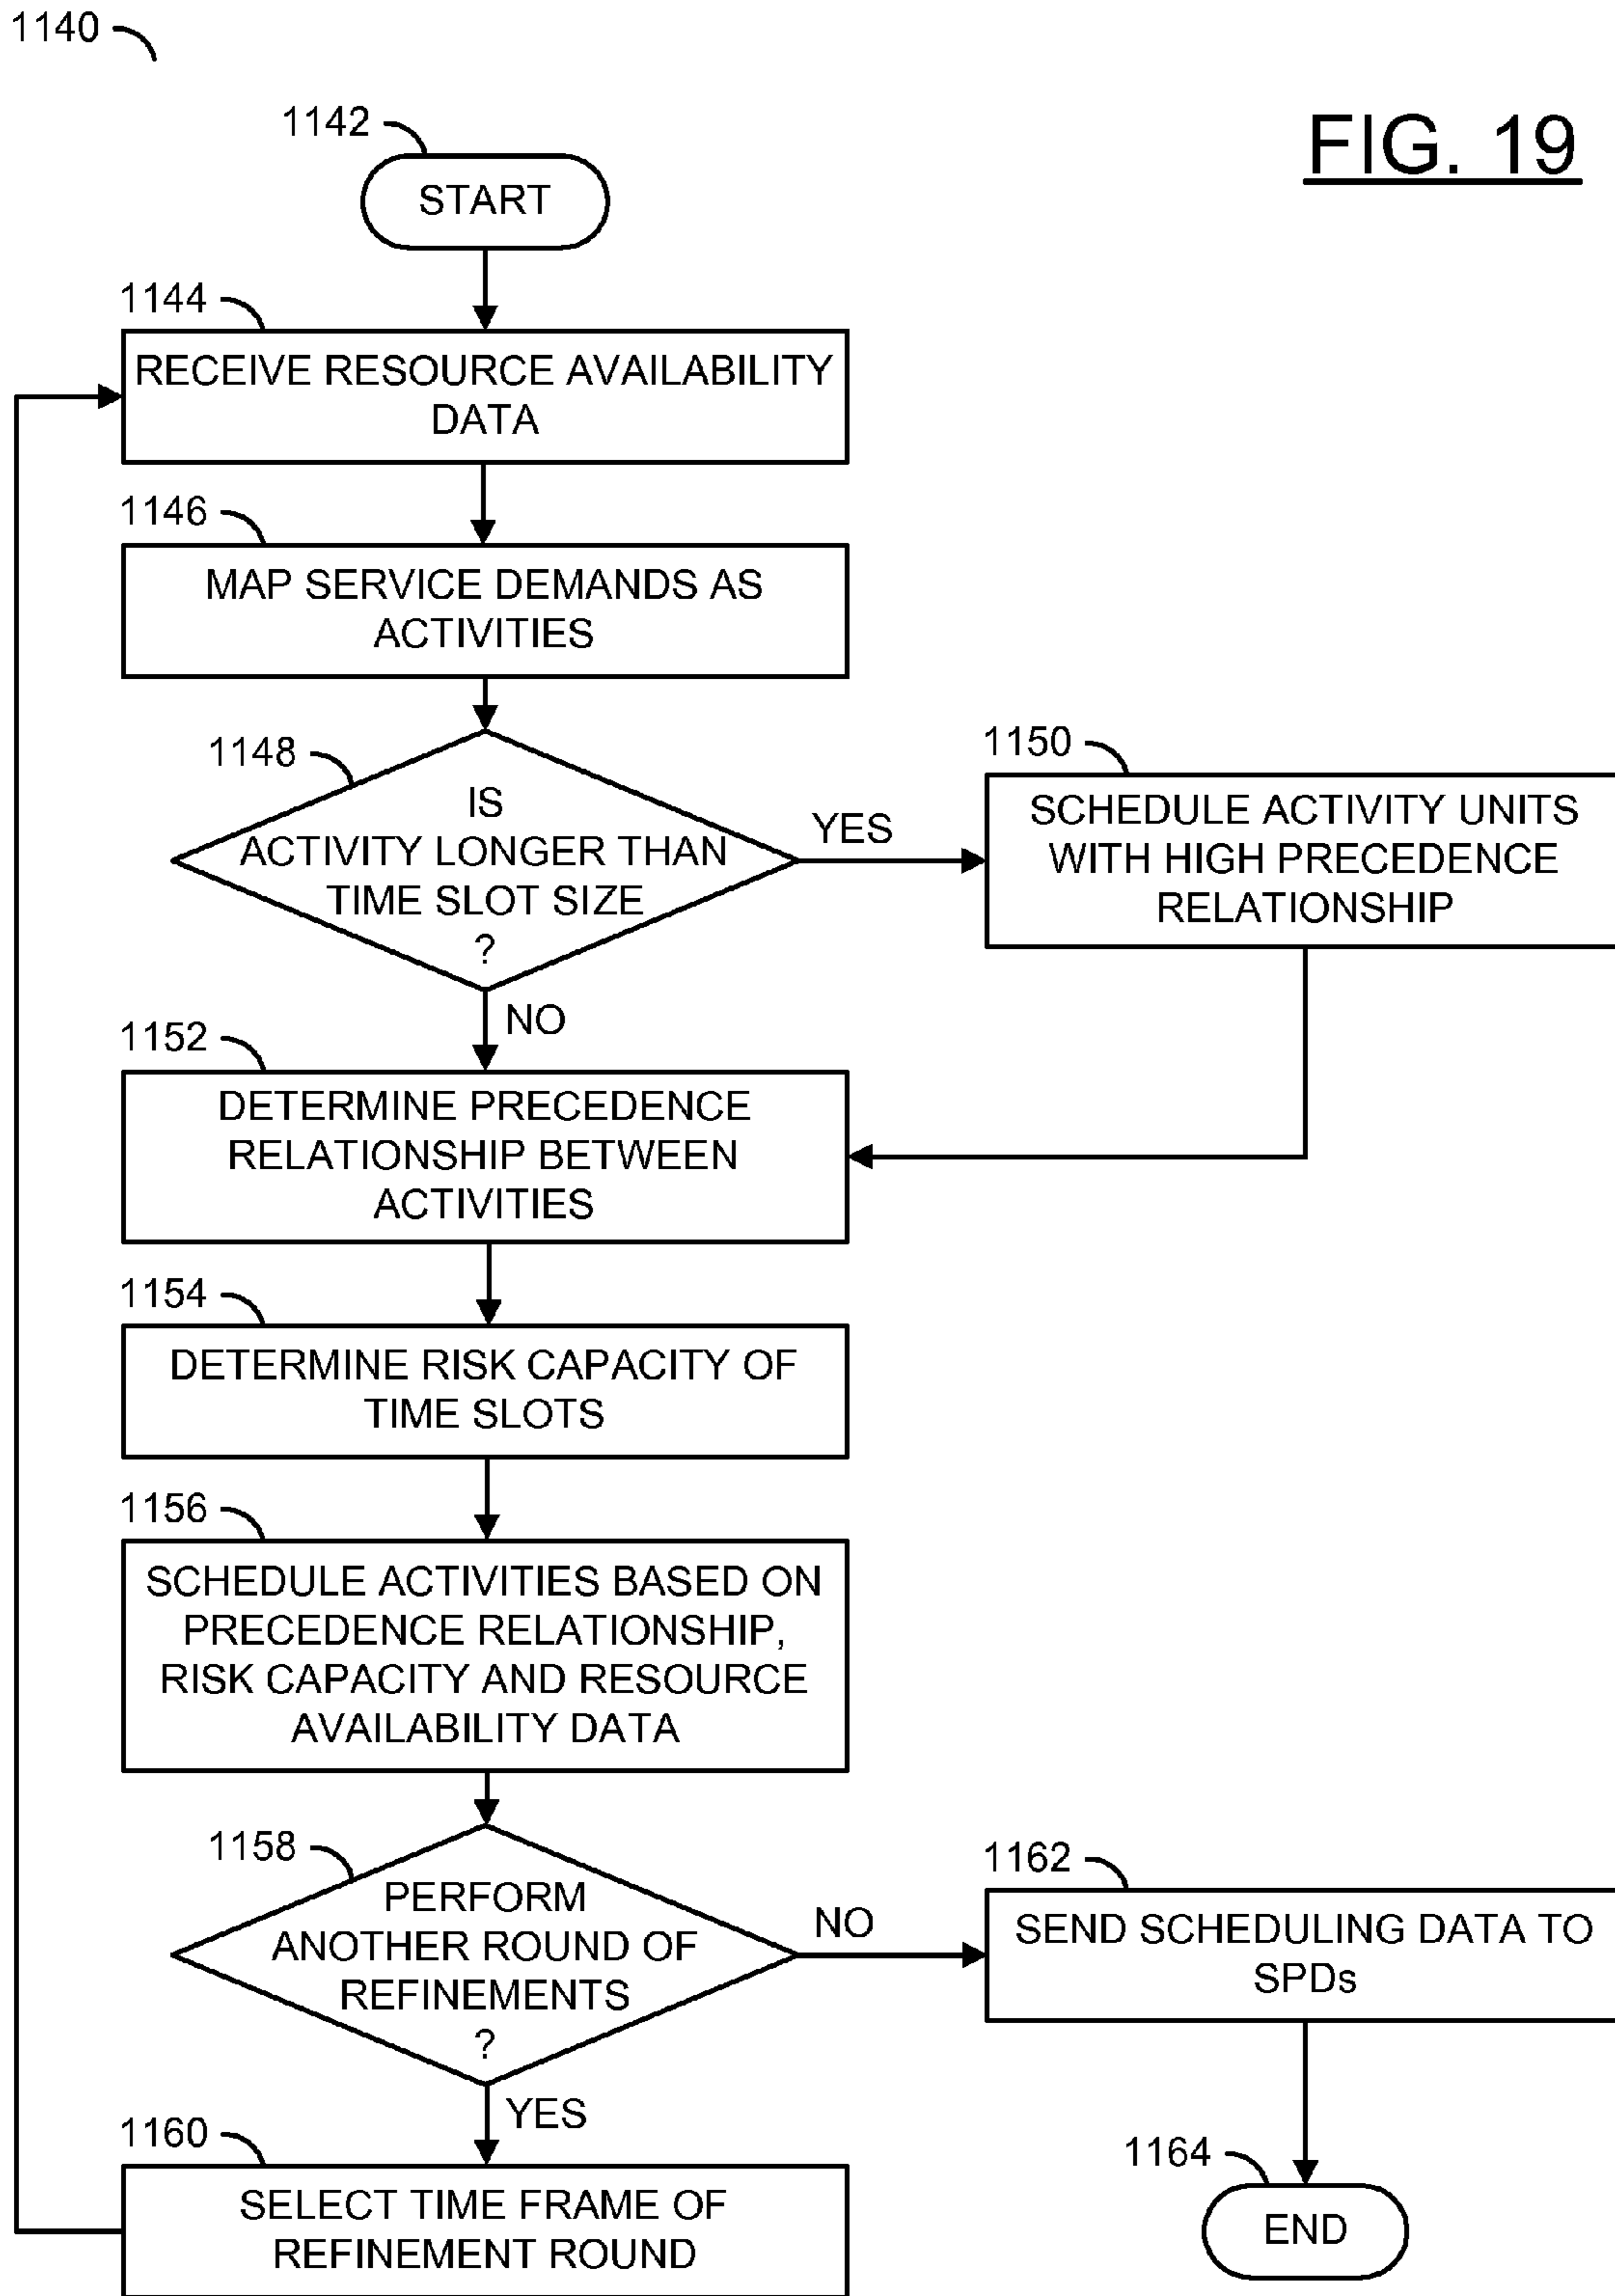 1140
FIG. 19
1142
START
1144
RECEIVE RESOURCE AVAILABILITY
DATA
1146
MAP SERVICE DEMANDS AS
ACTIVITIES
1148
IS
ACTIVITY LONGER THAN
TIME SLOT SIZE
?
YES
1150
SCHEDULE ACTIVITY UNITS
WITH HIGH PRECEDENCE
RELATIONSHIP
NO
1152
DETERMINE PRECEDENCE
RELATIONSHIP BETWEEN
ACTIVITIES
1154
DETERMINE RISK CAPACITY OF
TIME SLOTS
1156
SCHEDULE ACTIVITIES BASED ON
PRECEDENCE RELATIONSHIP,
RISK CAPACITY AND RESOURCE
AVAILABILITY DATA
1158
PERFORM
ANOTHER ROUND OF
REFINEMENTS
?
NO
1162
SEND SCHEDULING DATA TO
SPDs
YES
1160
SELECT TIME FRAME OF
REFINEMENT ROUND
1164
END